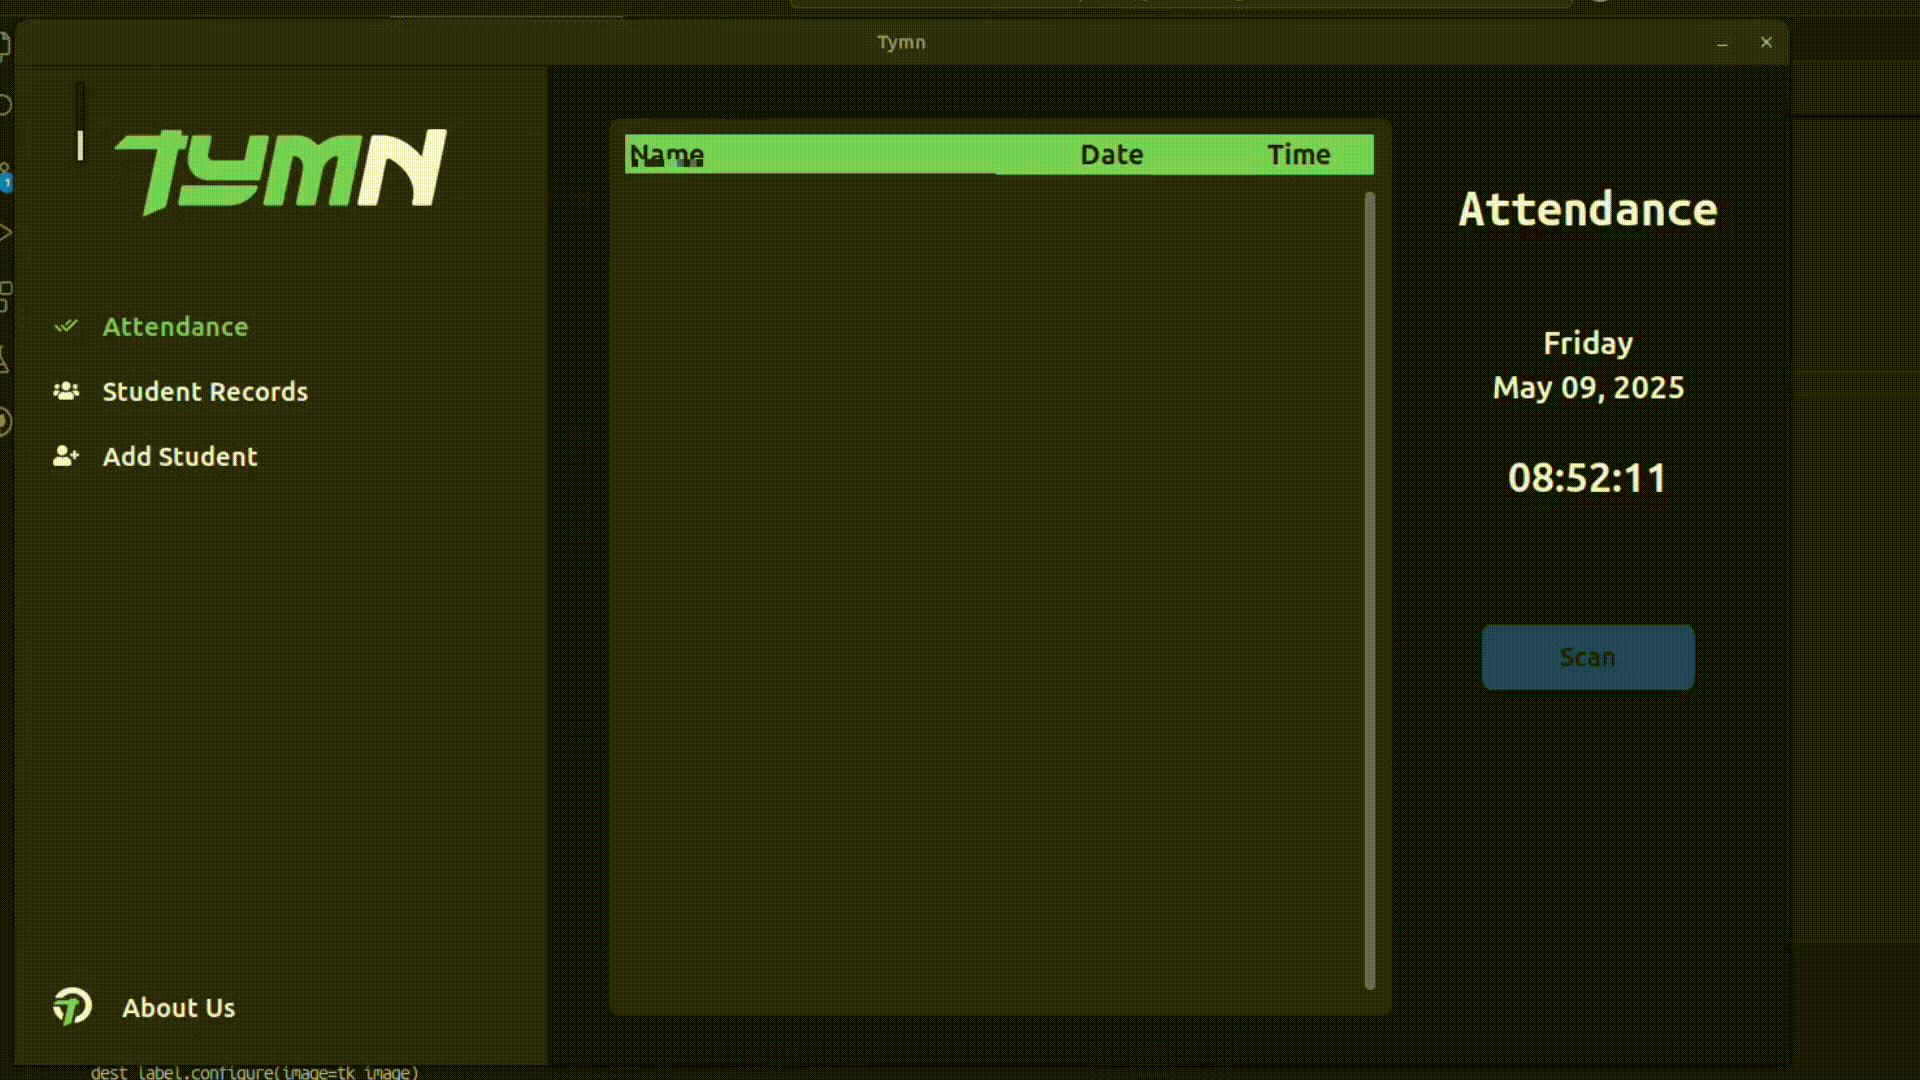 Tymn
TYMN
Name Date Time
Attendance
Friday
May 09, 2025
08:52:11
Scan
Attendance
Student Records
Add Student
About Us
1
dest_label.configure(image=tk_image)